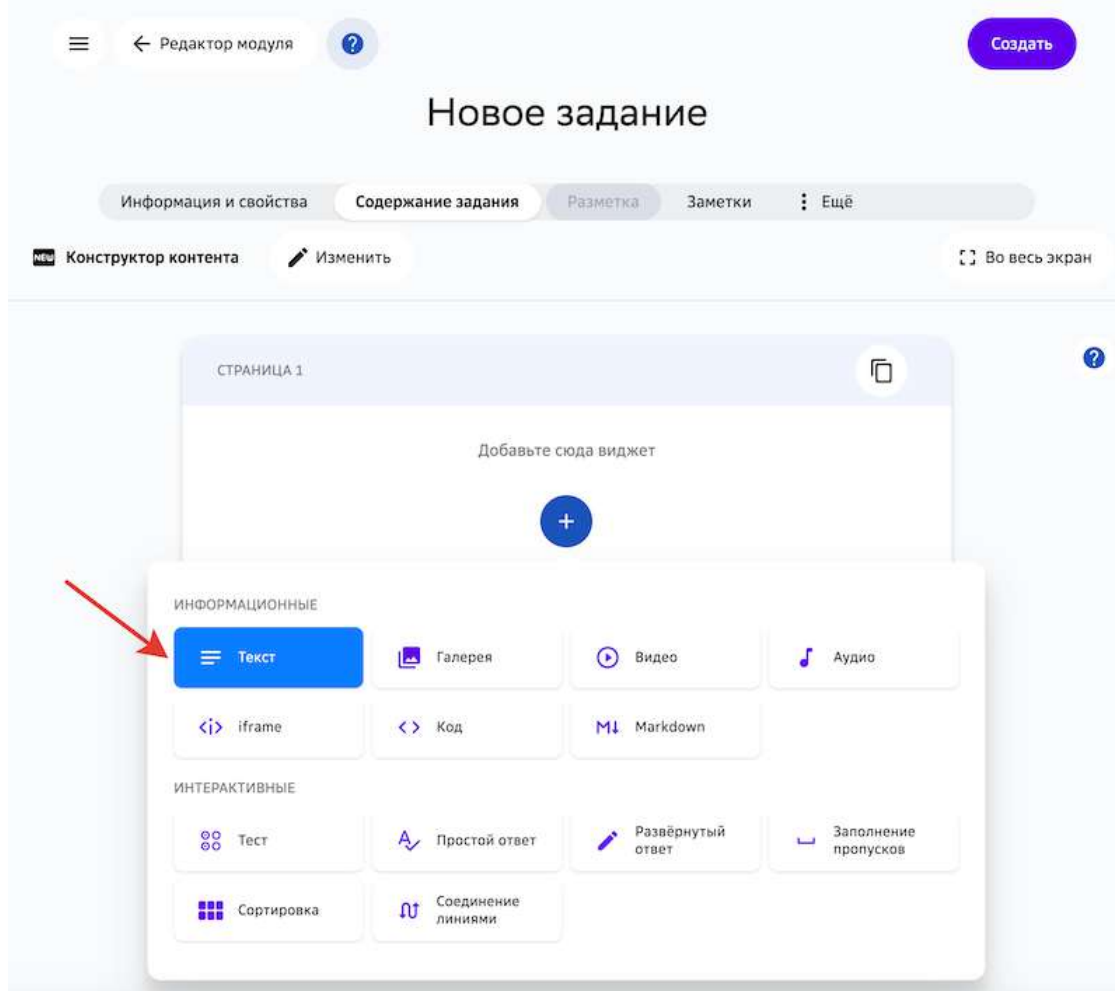 Редактор модуля
?
Создать
Новое задание
Информация и свойства
Содержание задания
Разметка
Заметки
Ещё
NEW Конструктор контента
Изменить
Во весь экран
СТРАНИЦА 1
?
Добавьте сюда виджет
+
ИНФОРМАЦИОННЫЕ
Текст
Галерея
Видео
Аудио
<i> iframe
<> Код
M↓ Markdown
ИНТЕРАКТИВНЫЕ
Тест
Простой ответ
Развёрнутый
ответ
Заполнение
пропусков
Сортировка
Соединение
линиями